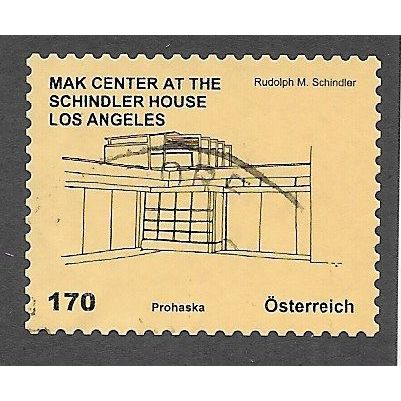 MAK CENTER AT THE
SCHINDLER HOUSE
LOS ANGELES
Rudolph M. Schindler
170
Prohaska
Österreich